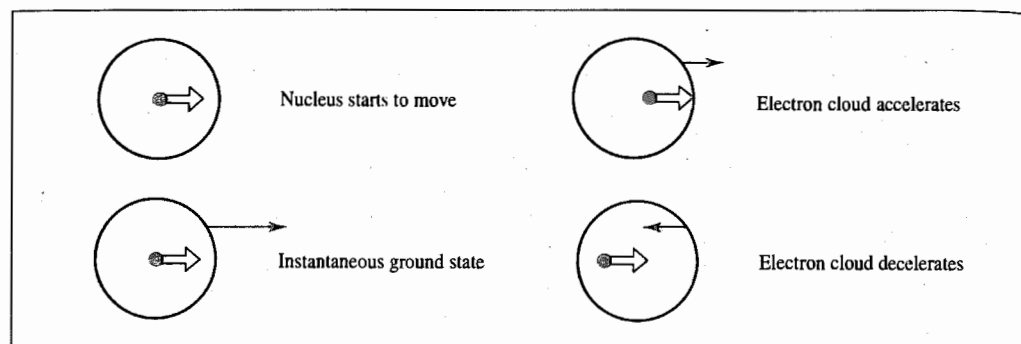 Nucleus starts to move
Electron cloud accelerates
Instantaneous ground state
Electron cloud decelerates